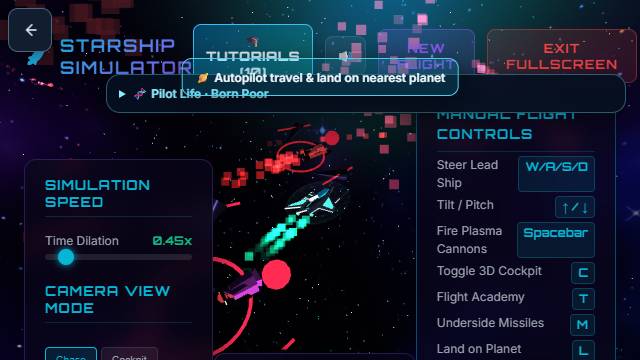 STARSHIP
SIMULATOR
TUTORIALS
(101)
NEW
FLIGHT
EXIT
FULLSCREEN
Autopilot travel & land on nearest planet
Pilot Life · Born Poor
SIMULATION
SPEED
Time Dilation 0.45x
CAMERA VIEW
MODE
Chase Cockpit
MANUAL FLIGHT
CONTROLS
Steer Lead
Ship W/A/S/D
Tilt / Pitch ↑/↓
Fire Plasma
Cannons Spacebar
Toggle 3D Cockpit C
Flight Academy T
Underside Missiles M
Land on Planet L